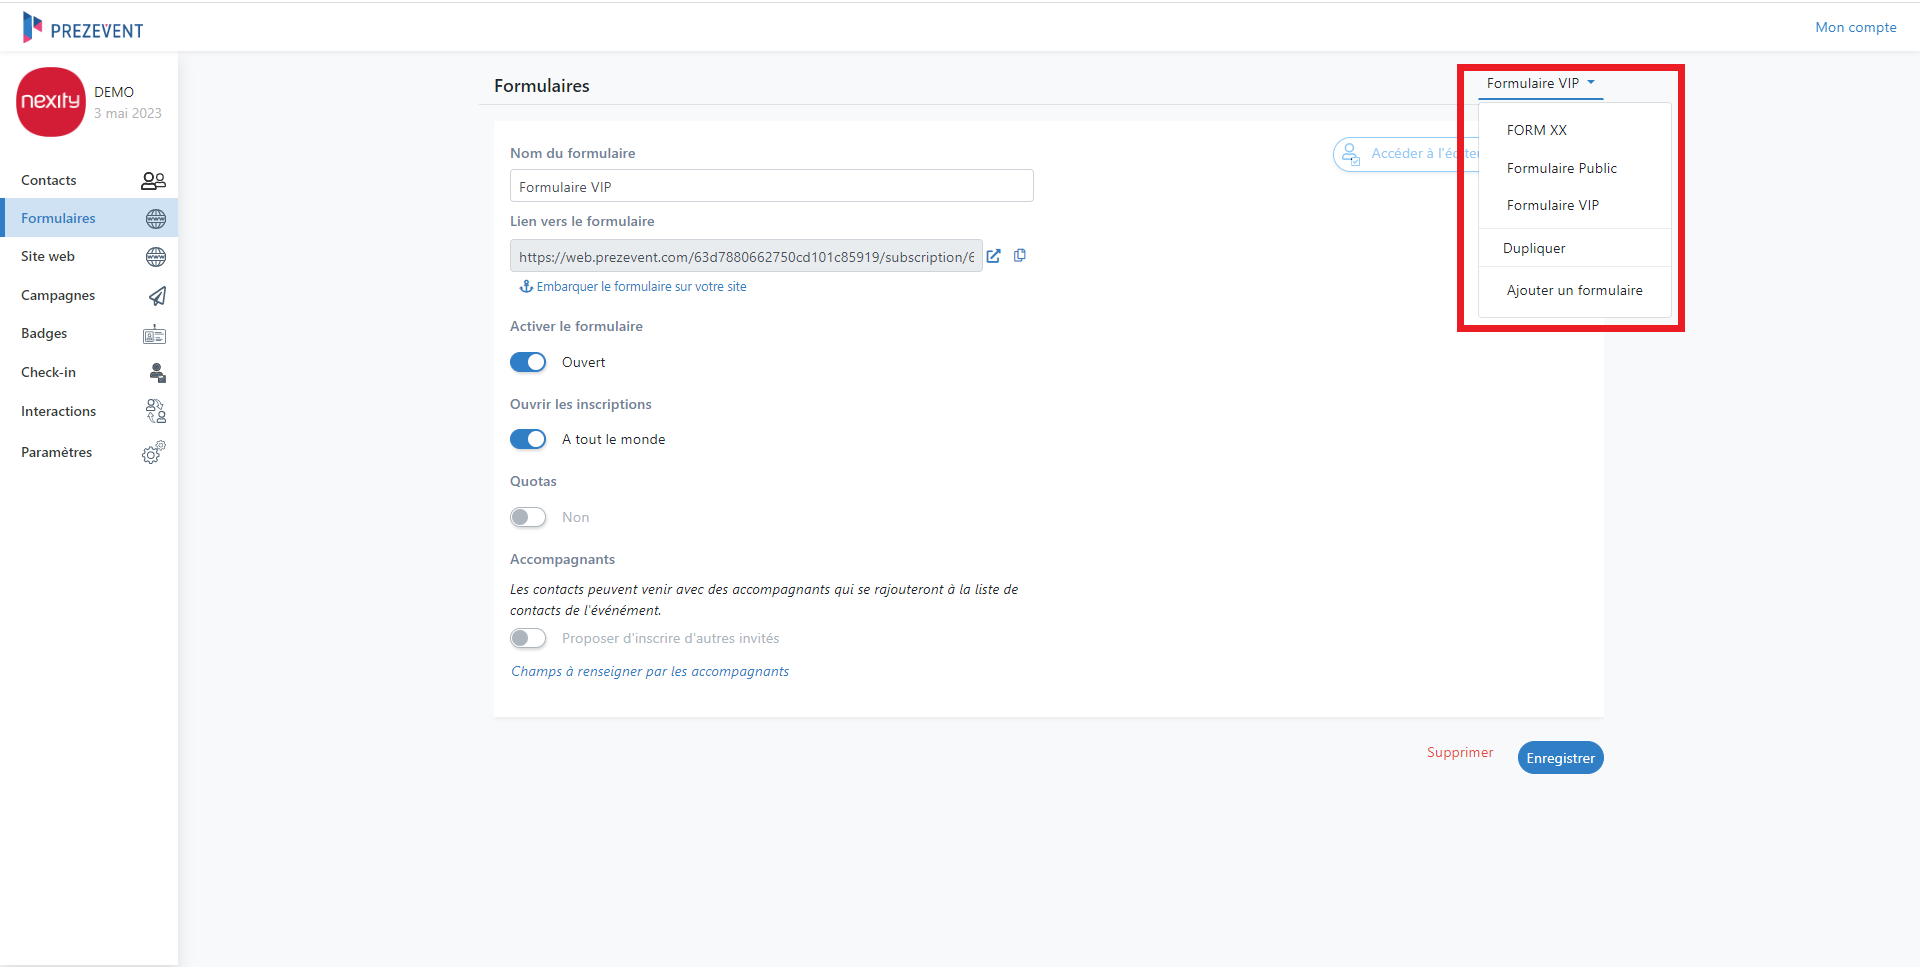 PREZEVENT
Mon compte
nexity
DEMO
3 mai 2023
Contacts
Formulaires
Site web
Campagnes
Badges
Check-in
Interactions
Paramètres
Formulaires
Formulaire VIP
FORM XX
Formulaire Public
Formulaire VIP
Dupliquer
Ajouter un formulaire
Nom du formulaire
Accéder à l'éditeu
Formulaire VIP
Lien vers le formulaire
https://web.prezevent.com/63d7880662750cd101c85919/subscription/6
Embarquer le formulaire sur votre site
Activer le formulaire
Ouvert
Ouvrir les inscriptions
A tout le monde
Quotas
Non
Accompagnants
Les contacts peuvent venir avec des accompagnants qui se rajouteront à la liste de
contacts de l'événément.
Proposer d'inscrire d'autres invités
Champs à renseigner par les accompagnants
Supprimer
Enregistrer